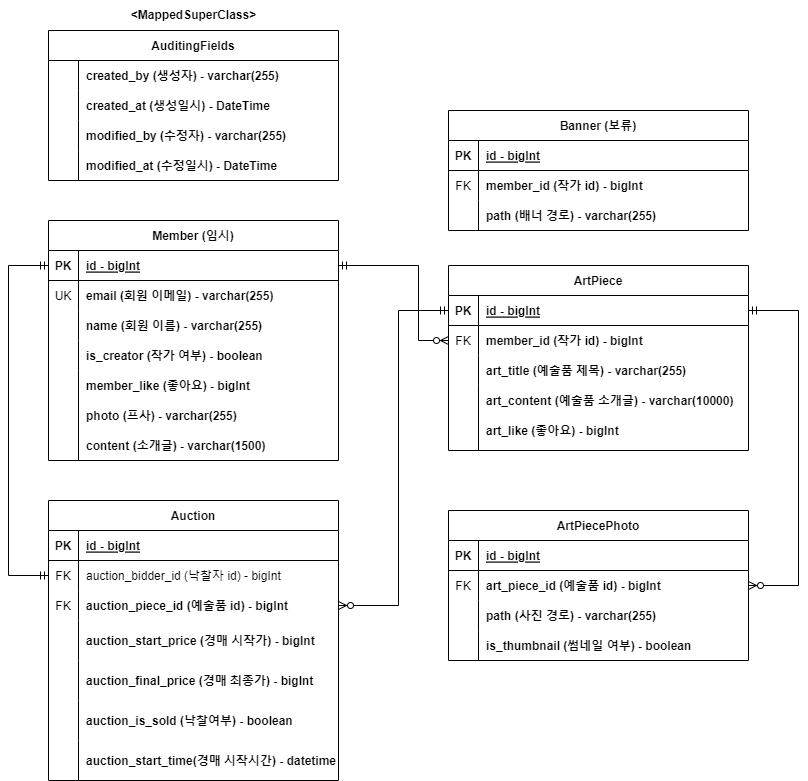 <MappedSuperClass>
AuditingFields
created_by (생성자) - varchar(255)
created_at (생성일시) - DateTime
modified_by (수정자) - varchar(255)
modified_at (수정일시) - DateTime
Banner (보류)
PK id - bigInt
FK member_id (작가 id) - bigInt
path (배너 경로) - varchar(255)
Member (임시)
PK id - bigInt
UK email (회원 이메일) - varchar(255)
name (회원 이름) - varchar(255)
is_creator (작가 여부) - boolean
member_like (좋아요) - bigInt
photo (프사) - varchar(255)
content (소개글) - varchar(1500)
ArtPiece
PK id - bigInt
FK member_id (작가 id) - bigInt
art_title (예술품 제목) - varchar(255)
art_content (예술품 소개글) - varchar(10000)
art_like (좋아요) - bigInt
Auction
PK id - bigInt
FK auction_bidder_id (낙찰자 id) - bigInt
FK auction_piece_id (예술품 id) - bigInt
auction_start_price (경매 시작가) - bigInt
auction_final_price (경매 최종가) - bigInt
auction_is_sold (낙찰여부) - boolean
auction_start_time(경매 시작시간) - datetime
ArtPiecePhoto
PK id - bigInt
FK art_piece_id (예술품 id) - bigInt
path (사진 경로) - varchar(255)
is_thumbnail (썸네일 여부) - boolean